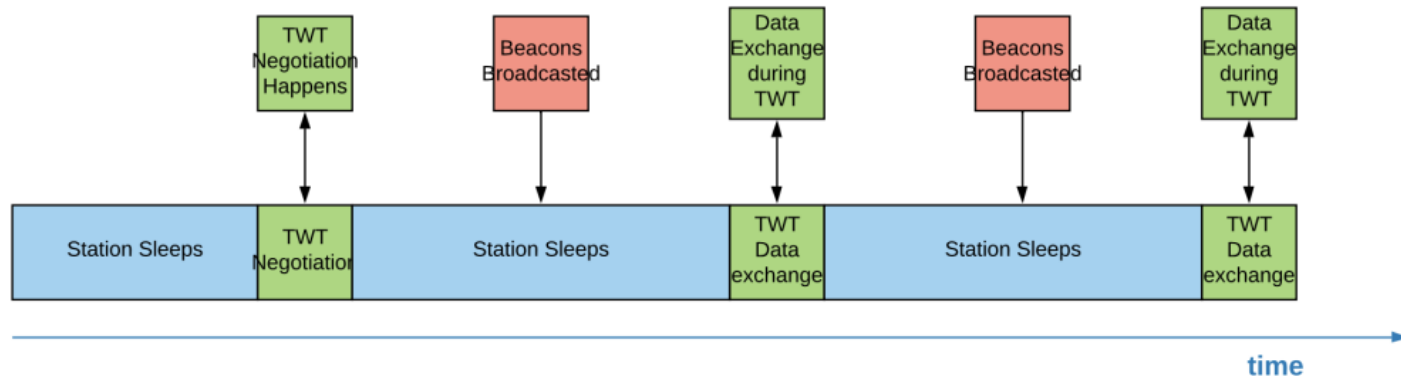 TWT
Negotiation
Happens
Beacons
Broadcasted
Data
Exchange
during
TWT
Beacons
Broadcasted
Data
Exchange
during
TWT
Station Sleeps
TWT
Negotiation
Station Sleeps
TWT
Data
exchange
Station Sleeps
TWT
Data
exchange
time